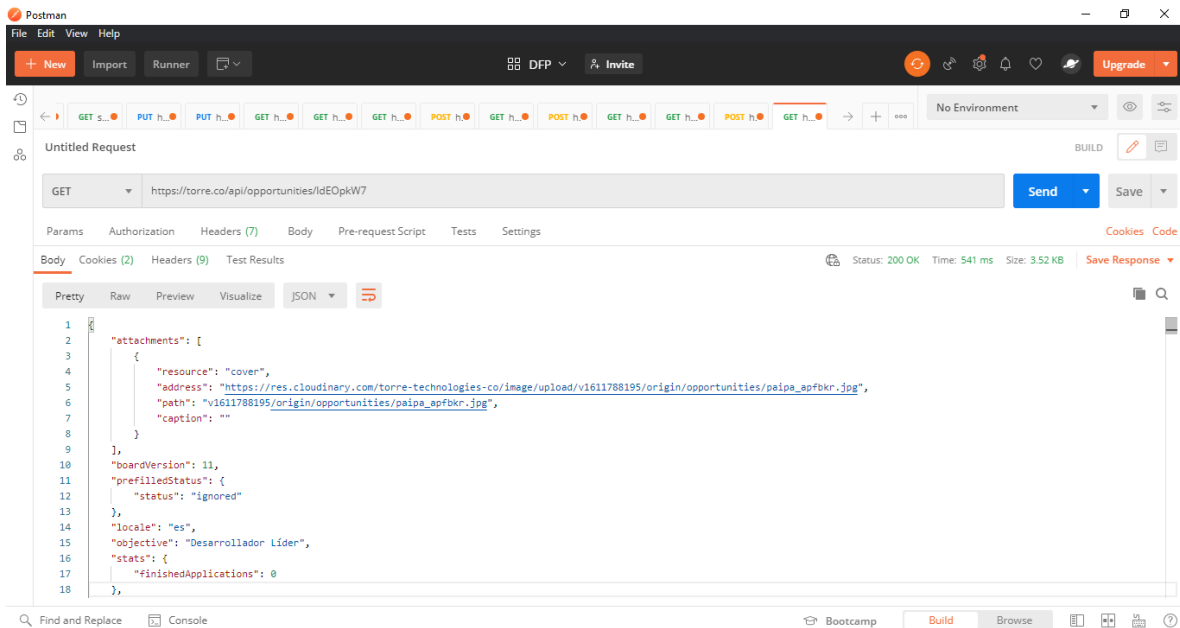 Postman
File Edit View Help
New Import Runner DFP Invite Upgrade
GET s... PUT h... PUT h... GET h... GET h... GET h... POST h... GET h... POST h... GET h... GET h... POST h... GET h... No Environment
Untitled Request BUILD
GET https://torre.co/api/opportunities/IdEOpkW7 Send Save
Params Authorization Headers (7) Body Pre-request Script Tests Settings Cookies Code
Body Cookies (2) Headers (9) Test Results Status: 200 OK Time: 541 ms Size: 3.52 KB Save Response
Pretty Raw Preview Visualize JSON
1 {
2 "attachments": [
3 {
4 "resource": "cover",
5 "address": "https://res.cloudinary.com/torre-technologies-co/image/upload/v1611788195/origin/opportunities/paipa_apfbkr.jpg",
6 "path": "v1611788195/origin/opportunities/paipa_apfbkr.jpg",
7 "caption": ""
8 }
9 ],
10 "boardVersion": 11,
11 "prefilledStatus": {
12 "status": "ignored"
13 },
14 "locale": "es",
15 "objective": "Desarrollador Líder",
16 "stats": {
17 "finishedApplications": 0
18 },
Find and Replace Console Bootcamp Build Browse